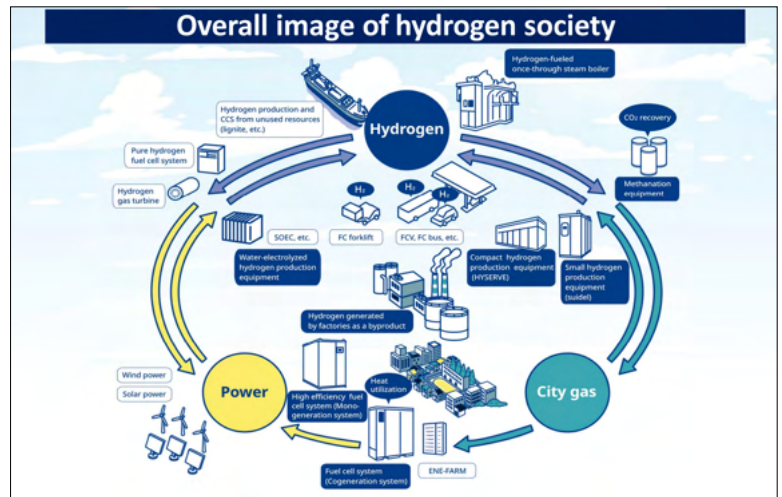 Overall image of hydrogen society
Hydrogen-fueled
once-through steam boiler
Hydrogen production and
CCS from unused resources
(lignite, etc.)
Hydrogen
CO₂ recovery
Pure hydrogen
fuel cell system
Methanation
equipment
Hydrogen
gas turbine
H₂
H₂
H₂
SOEC, etc.
FC forklift
FCV, FC bus, etc.
Water-electrolyzed
hydrogen production
equipment
Compact hydrogen
production equipment
(HYSERVE)
Small hydrogen
production
equipment
(suidel)
Hydrogen generated
by factories as a byproduct
Wind power
Solar power
Power
Heat
utilization
City gas
High efficiency fuel
cell system (Mono-
generation system)
Fuel cell system
(Cogeneration system)
ENE-FARM